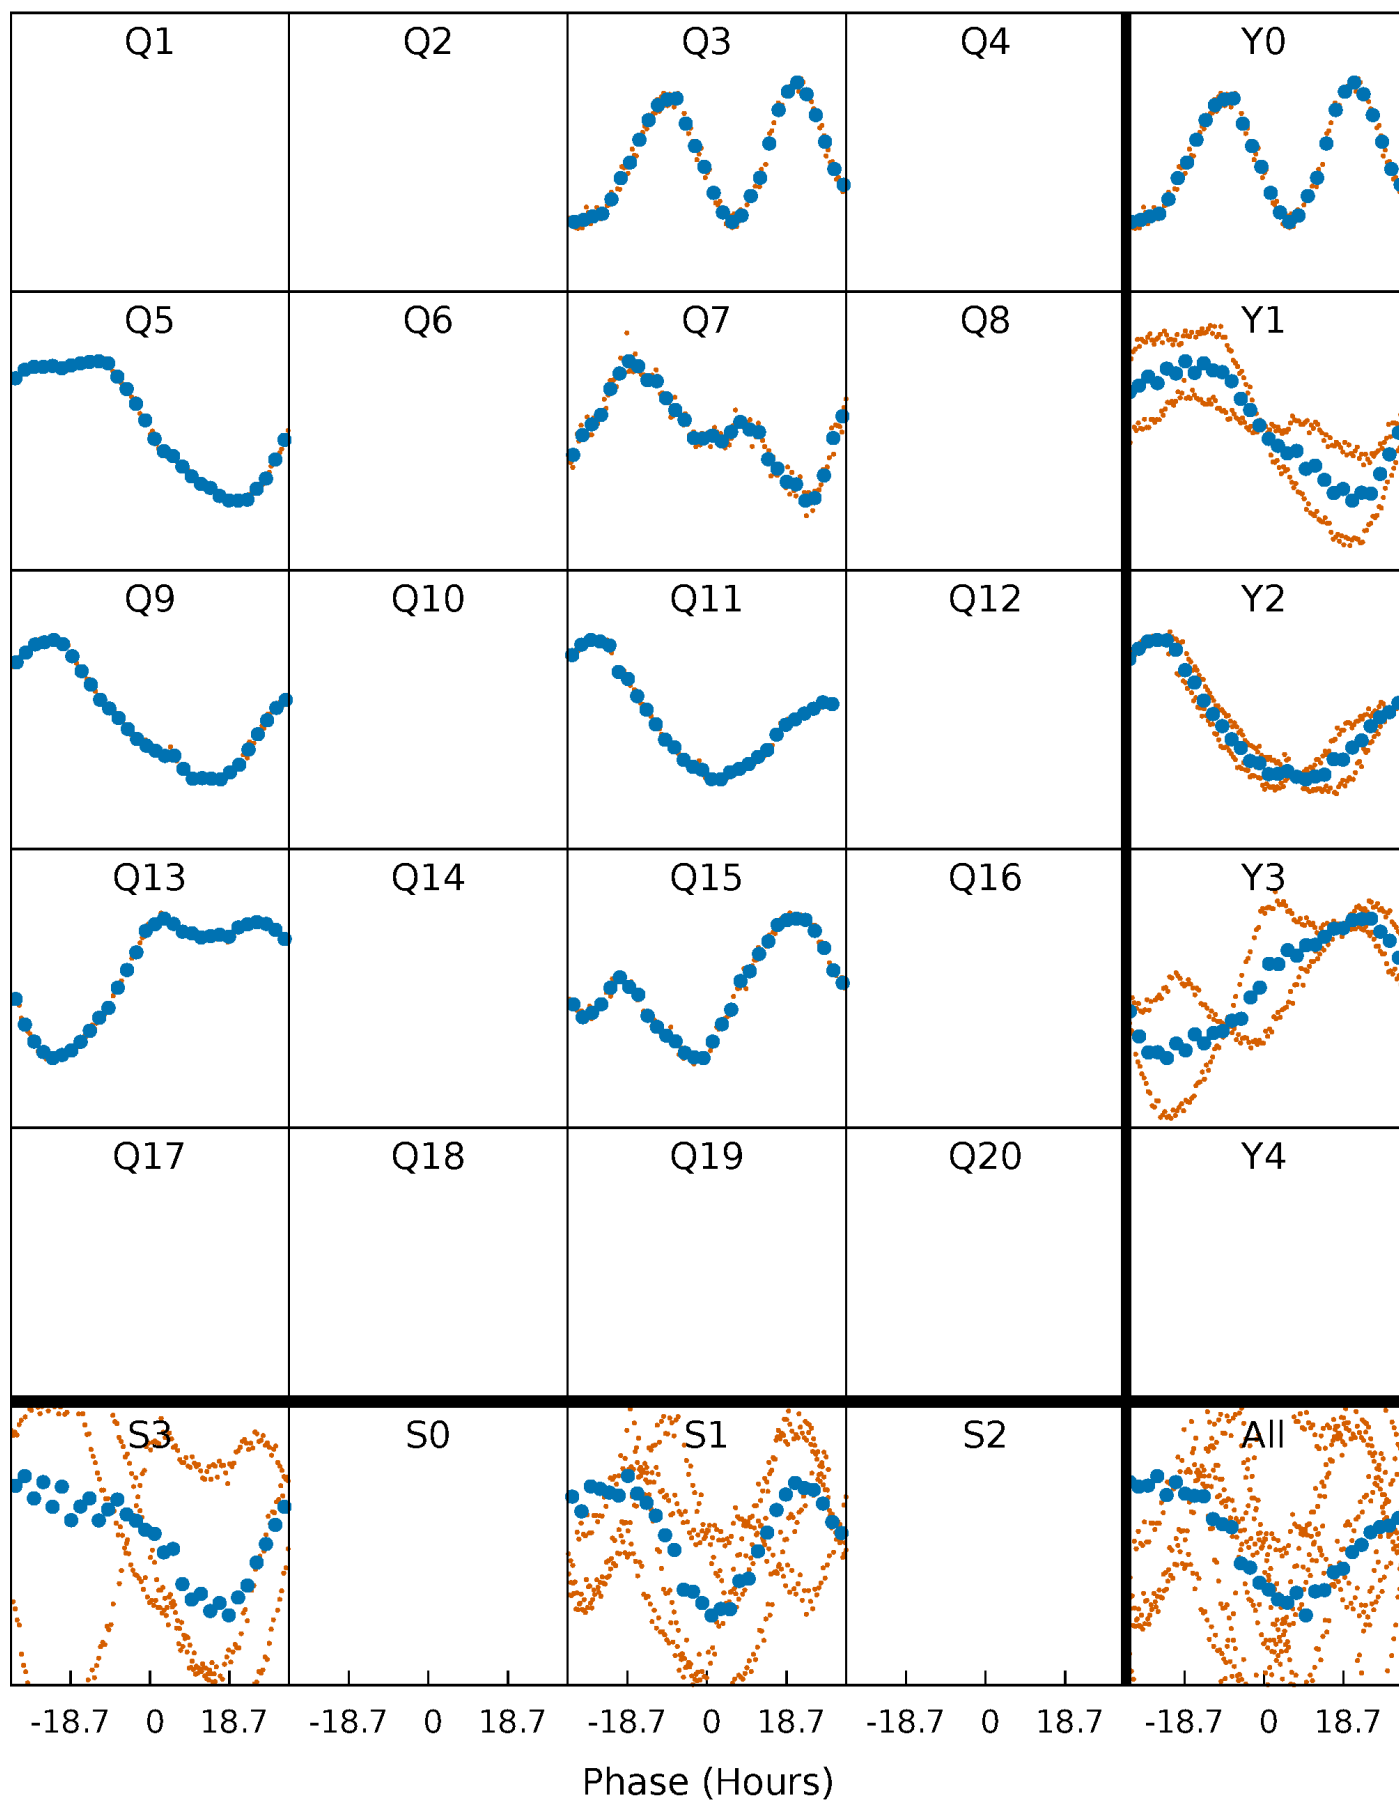 Q1 Q2 Q3 Q4 Y0
Q5 Q6 Q7 Q8 Y1
Q9 Q10 Q11 Q12 Y2
Q13 Q14 Q15 Q16 Y3
Q17 Q18 Q19 Q20 Y4
S3 S0 S1 S2 All
-18.7 0 18.7 -18.7 0 18.7 -18.7 0 18.7 -18.7 0 18.7 -18.7 0 18.7
Phase (Hours)